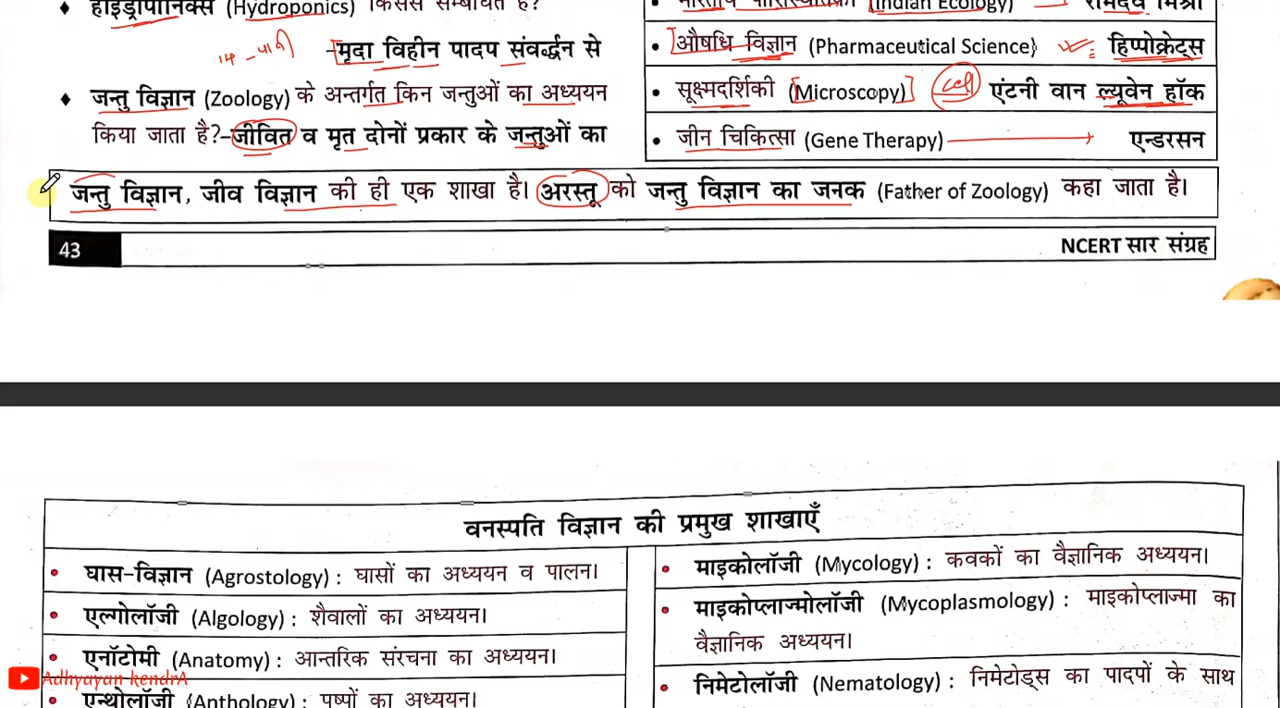 हाइड्रोपोनिक्स (Hydroponics) किससे सम्बंधित है?
-मृदा विहीन पादप संवर्द्धन से
♦ जन्तु विज्ञान (Zoology) के अन्तर्गत किन जन्तुओं का अध्ययन
किया जाता है?–जीवित व मृत दोनों प्रकार के जन्तुओं का
(Indian Ecology) रामदेव मिश्रा
• औषधि विज्ञान (Pharmaceutical Science) हिप्पोक्रेट्स
• सूक्ष्मदर्शिकी (Microscopy) cell एंटनी वान ल्यूवेन हॉक
• जीन चिकित्सा (Gene Therapy) एन्डरसन
जन्तु विज्ञान, जीव विज्ञान की ही एक शाखा है। अरस्तू को जन्तु विज्ञान का जनक (Father of Zoology) कहा जाता है।
43 NCERT सार संग्रह
वनस्पति विज्ञान की प्रमुख शाखाएँ
• घास-विज्ञान (Agrostology) : घासों का अध्ययन व पालन।
• एल्गोलॉजी (Algology) : शैवालों का अध्ययन।
• एनॉटोमी (Anatomy) : आन्तरिक संरचना का अध्ययन।
• एन्थोलॉजी (Anthology) : पुष्पों का अध्ययन।
• माइकोलॉजी (Mycology) : कवकों का वैज्ञानिक अध्ययन।
• माइकोप्लाज्मोलॉजी (Mycoplasmology) : माइकोप्लाज्मा का
वैज्ञानिक अध्ययन।
• निमेटोलॉजी (Nematology) : निमेटोड्स का पादपों के साथ
Adhyayan kendrA